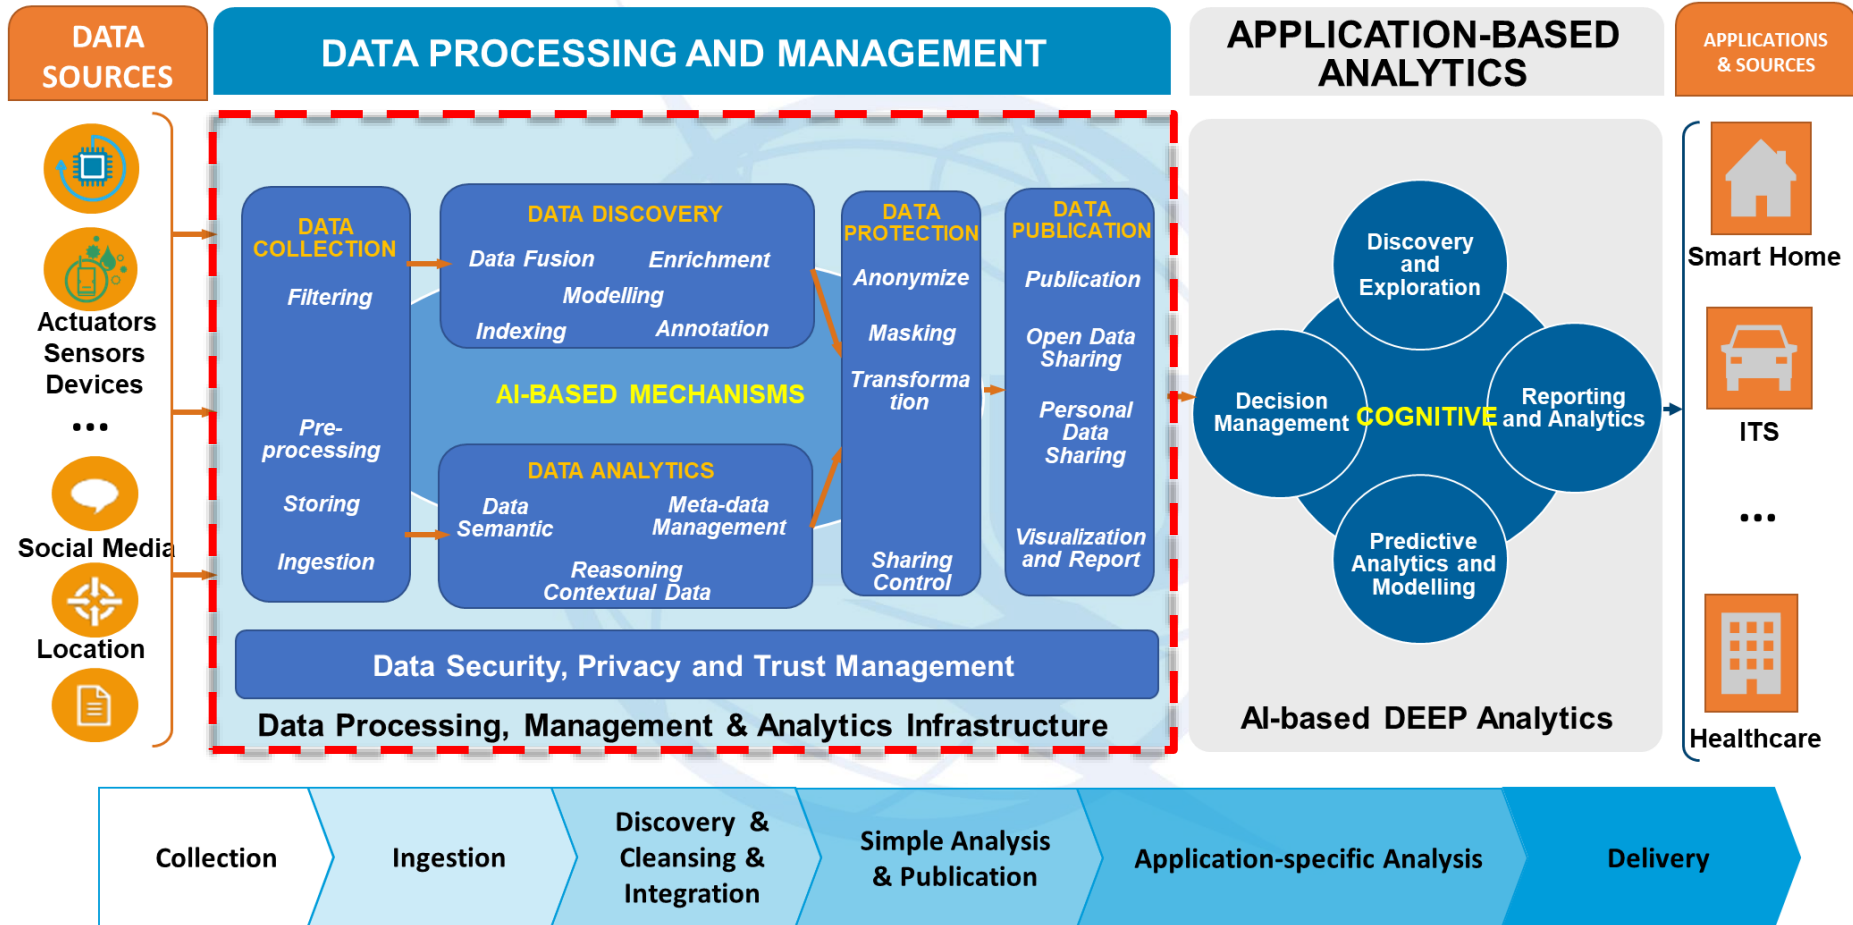 DATA
SOURCES
DATA PROCESSING AND MANAGEMENT
APPLICATION-BASED
ANALYTICS
APPLICATIONS
& SOURCES
Actuators
Sensors
Devices
...
Social Media
Location
DATA
COLLECTION
Filtering
Pre-
processing
Storing
Ingestion
DATA DISCOVERY
Data Fusion
Enrichment
Modelling
Indexing
Annotation
AI-BASED MECHANISMS
DATA ANALYTICS
Data
Semantic
Meta-data
Management
Reasoning
Contextual Data
DATA
PROTECTION
Anonymize
Masking
Transforma
tion
Sharing
Control
DATA
PUBLICATION
Publication
Open Data
Sharing
Personal
Data
Sharing
Visualization
and Report
Data Security, Privacy and Trust Management
Data Processing, Management & Analytics Infrastructure
Discovery
and
Exploration
Decision
Management
COGNITIVE
Reporting
and Analytics
Predictive
Analytics and
Modelling
AI-based DEEP Analytics
Smart Home
ITS
...
Healthcare
Collection
Ingestion
Discovery &
Cleansing &
Integration
Simple Analysis
& Publication
Application-specific Analysis
Delivery